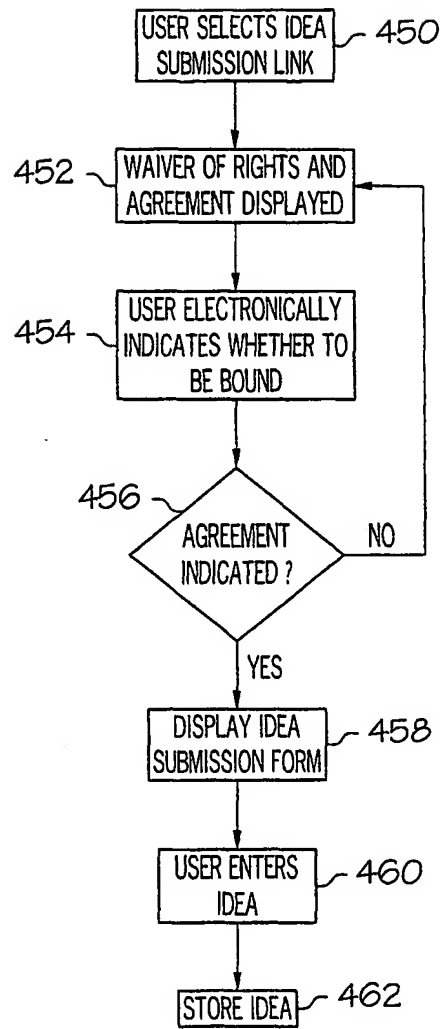 USER SELECTS IDEA
SUBMISSION LINK
450
452
WAIVER OF RIGHTS AND
AGREEMENT DISPLAYED
454
USER ELECTRONICALLY
INDICATES WHETHER TO
BE BOUND
456
AGREEMENT
INDICATED ?
NO
YES
DISPLAY IDEA
SUBMISSION FORM
458
USER ENTERS
IDEA
460
STORE IDEA
462